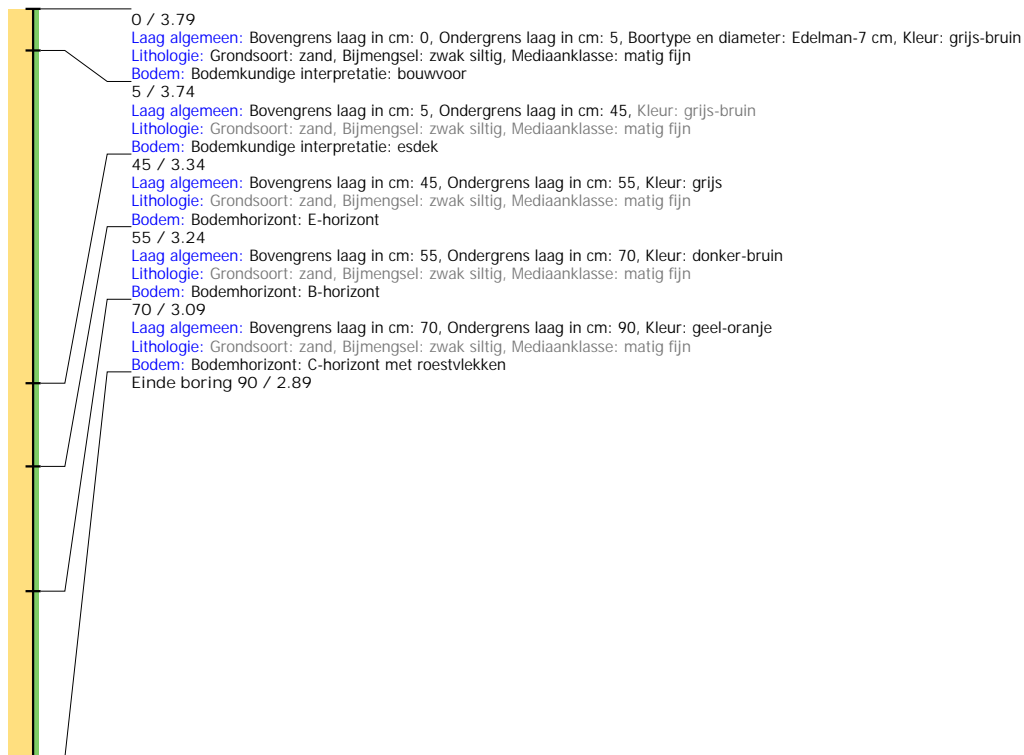 0 / 3.79
Laag algemeen: Bovengrens laag in cm: 0, Ondergrens laag in cm: 5, Boortype en diameter: Edelman-7 cm, Kleur: grijs-bruin
Lithologie: Grondsoort: zand, Bijmengsel: zwak siltig, Mediaanklasse: matig fijn
Bodem: Bodemkundige interpretatie: bouwvoor
5 / 3.74
Laag algemeen: Bovengrens laag in cm: 5, Ondergrens laag in cm: 45, Kleur: grijs-bruin
Lithologie: Grondsoort: zand, Bijmengsel: zwak siltig, Mediaanklasse: matig fijn
Bodem: Bodemkundige interpretatie: esdek
45 / 3.34
Laag algemeen: Bovengrens laag in cm: 45, Ondergrens laag in cm: 55, Kleur: grijs
Lithologie: Grondsoort: zand, Bijmengsel: zwak siltig, Mediaanklasse: matig fijn
Bodem: Bodemhorizont: E-horizont
55 / 3.24
Laag algemeen: Bovengrens laag in cm: 55, Ondergrens laag in cm: 70, Kleur: donker-bruin
Lithologie: Grondsoort: zand, Bijmengsel: zwak siltig, Mediaanklasse: matig fijn
Bodem: Bodemhorizont: B-horizont
70 / 3.09
Laag algemeen: Bovengrens laag in cm: 70, Ondergrens laag in cm: 90, Kleur: geel-oranje
Lithologie: Grondsoort: zand, Bijmengsel: zwak siltig, Mediaanklasse: matig fijn
Bodem: Bodemhorizont: C-horizont met roestvlekken
Einde boring 90 / 2.89